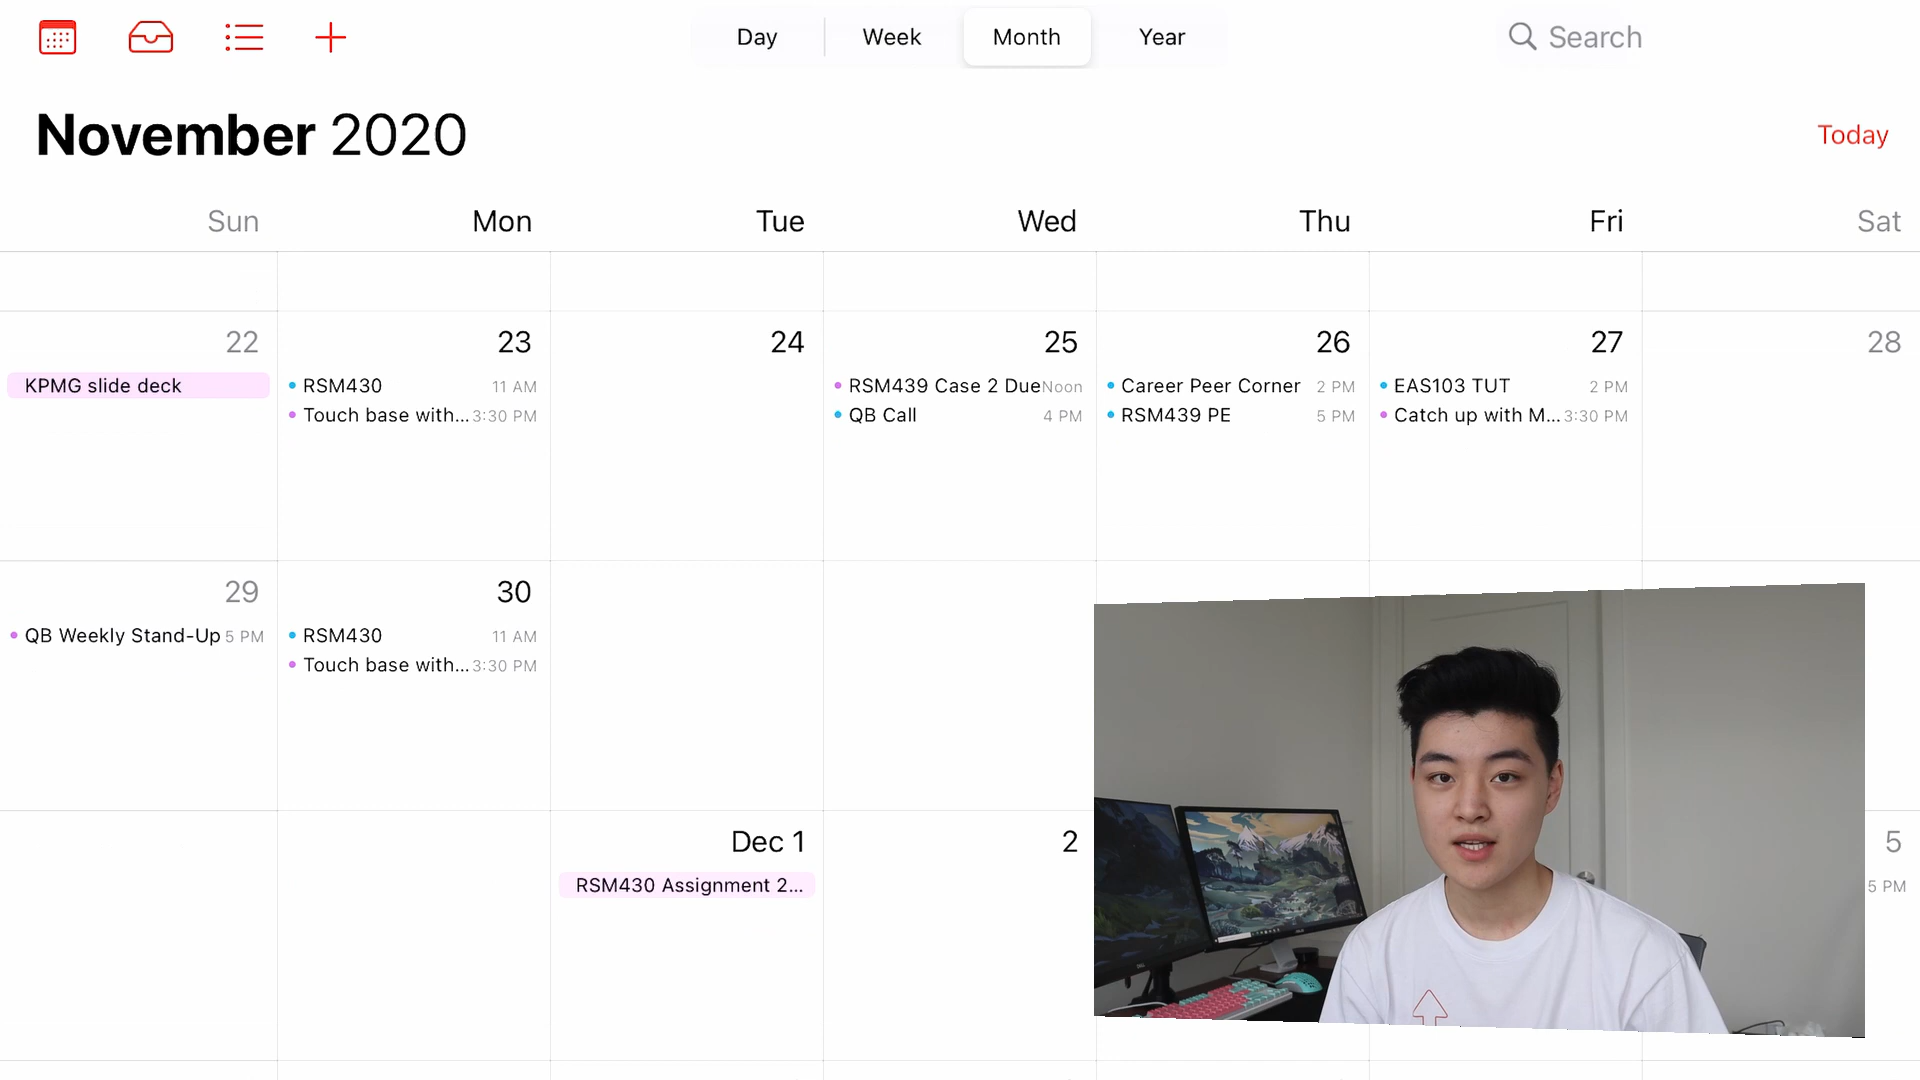 Day Week Month Year
Search
November 2020
Today
Sun Mon Tue Wed Thu Fri Sat
22 23 24 25 26 27 28
KPMG slide deck
RSM430 11 AM
Touch base with... 3:30 PM
RSM439 Case 2 Due Noon
QB Call 4 PM
Career Peer Corner 2 PM
RSM439 PE 5 PM
EAS103 TUT 2 PM
Catch up with M... 3:30 PM
29 30
QB Weekly Stand-Up 5 PM
RSM430 11 AM
Touch base with... 3:30 PM
Dec 1 2 5
RSM430 Assignment 2...
5 PM